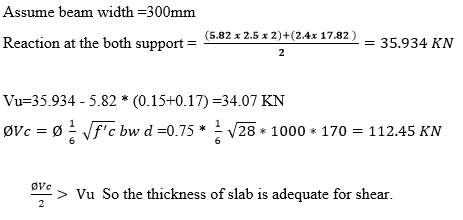 Assume beam width =300mm
Reaction at the both support = (5.82 x 2.5 x 2)+(2.4x 17.82 ) / 2 = 35.934 KN
Vu=35.934 - 5.82 * (0.15+0.17) =34.07 KN
ØVc = Ø 1/6 √f'c bw d =0.75 * 1/6 √28 * 1000 * 170 = 112.45 KN
ØVc/2 > Vu So the thickness of slab is adequate for shear.